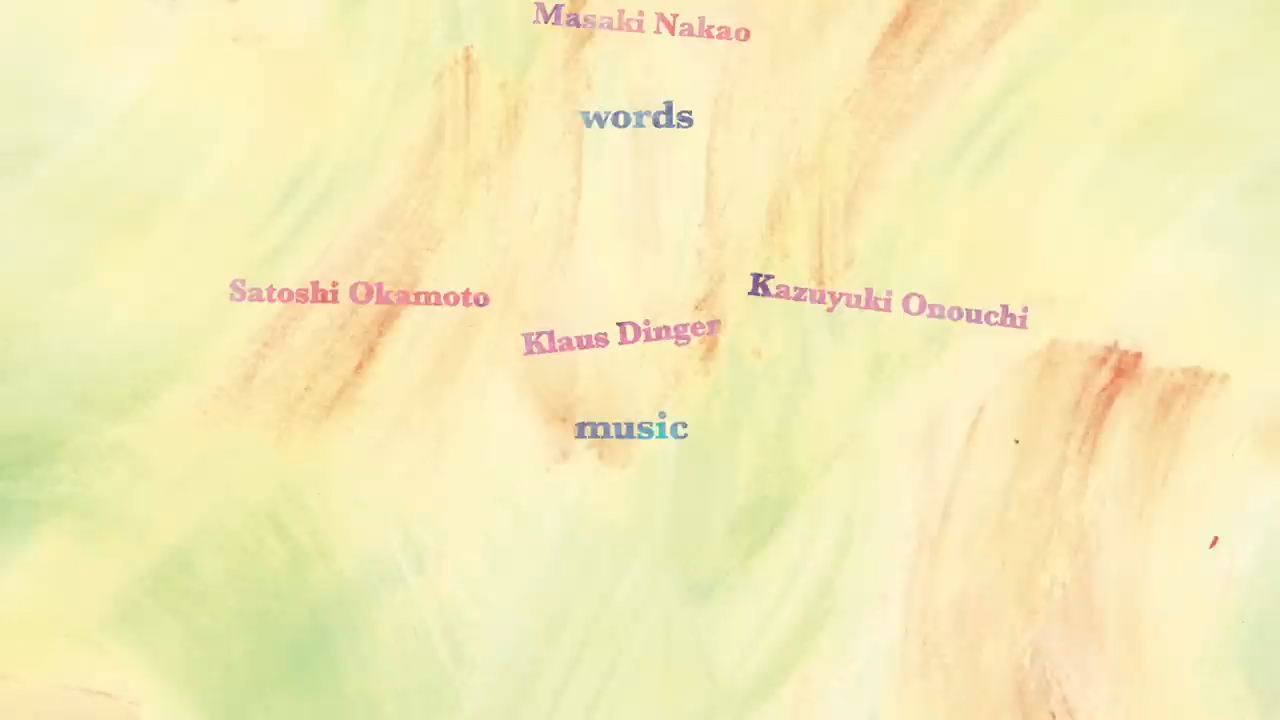 Masaki Nakao
words
Satoshi Okamoto
Kazuyuki Onouchi
Klaus Dinger
music